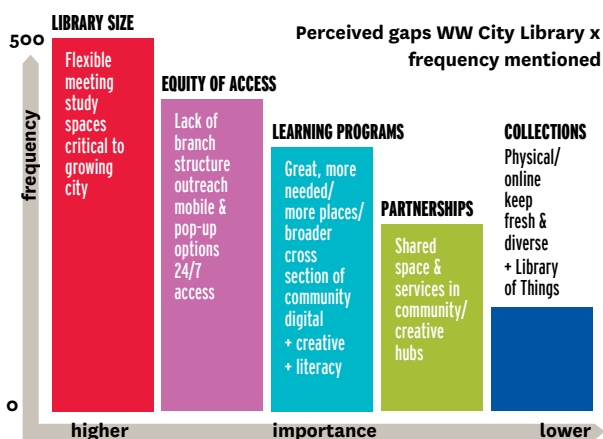 Perceived gaps WW City Library x
frequency mentioned
500
frequency
0
LIBRARY SIZE
Flexible
meeting
study
spaces
critical to
growing
city
EQUITY OF ACCESS
Lack of
branch
structure
outreach
mobile &
pop-up
options
24/7
access
LEARNING PROGRAMS
Great, more
needed/
more places/
broader
cross
section of
community
digital
+ creative
+ literacy
PARTNERSHIPS
Shared
space &
services in
community/
creative
hubs
COLLECTIONS
Physical/
online
keep
fresh &
diverse
+ Library
of Things
higher
importance
lower